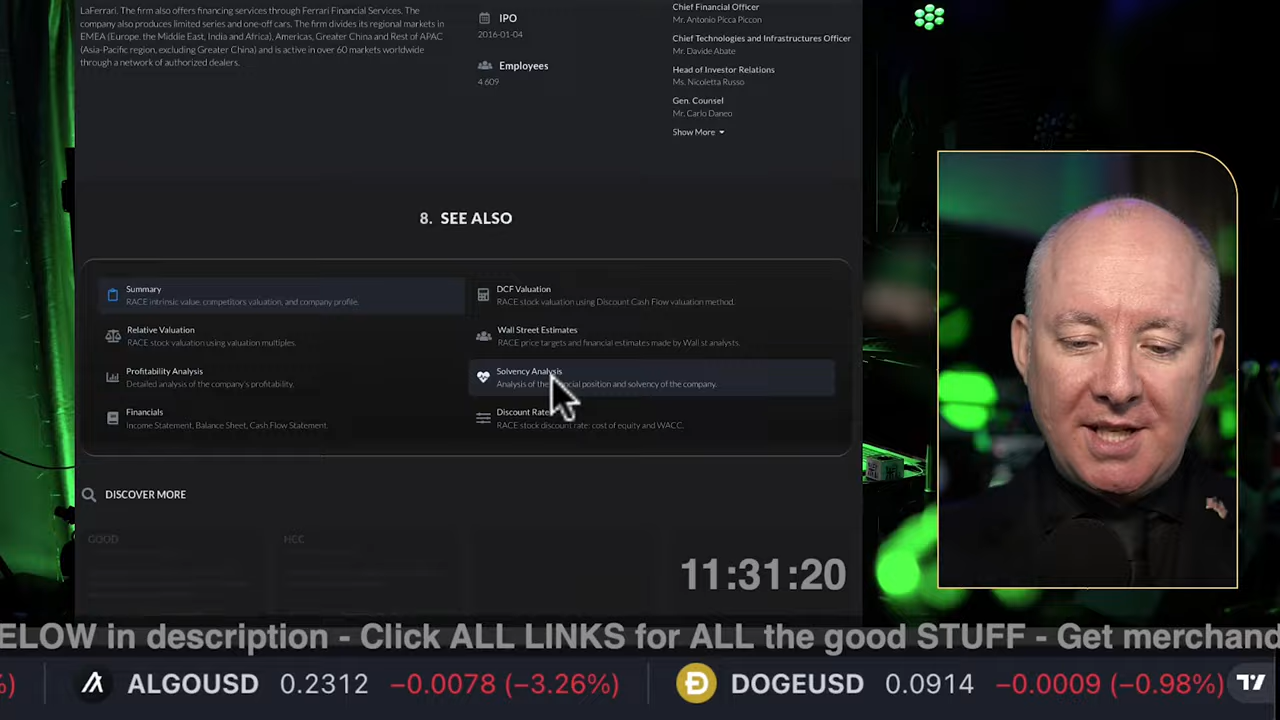 LaFerrari. The firm also offers financing services through Ferrari Financial Services. The
company also produces limited series and one-off cars. The firm divides its regional markets in
EMEA (Europe, the Middle East, India and Africa), Americas, Greater China and Rest of APAC
(Asia-Pacific region, excluding Greater China) and is active in over 60 markets worldwide
through a network of authorized dealers.
IPO
2016-01-04
Employees
4 609
Chief Financial Officer
Mr. Antonio Picca Piccon
Chief Technologies and Infrastructures Officer
Mr. Davide Abate
Head of Investor Relations
Ms. Nicoletta Russo
Gen. Counsel
Mr. Carlo Daneo
Show More
8. SEE ALSO
Summary
RACE intrinsic value, competitors valuation, and company profile.
DCF Valuation
RACE stock valuation using Discount Cash Flow valuation method.
Relative Valuation
RACE stock valuation using valuation multiples.
Wall Street Estimates
RACE price targets and financial estimates made by Wall st analysts.
Profitability Analysis
Detailed analysis of the company's profitability.
Solvency Analysis
Analysis of the financial position and solvency of the company.
Financials
Income Statement, Balance Sheet, Cash Flow Statement.
Discount Rate
RACE stock discount rate: cost of equity and WACC.
DISCOVER MORE
GOOD
HCC
11:31:20
ELOW in description - Click ALL LINKS for ALL the good STUFF - Get merchand
%) ALGOUSD 0.2312 −0.0078 (−3.26%) DOGEUSD 0.0914 −0.0009 (−0.98%)